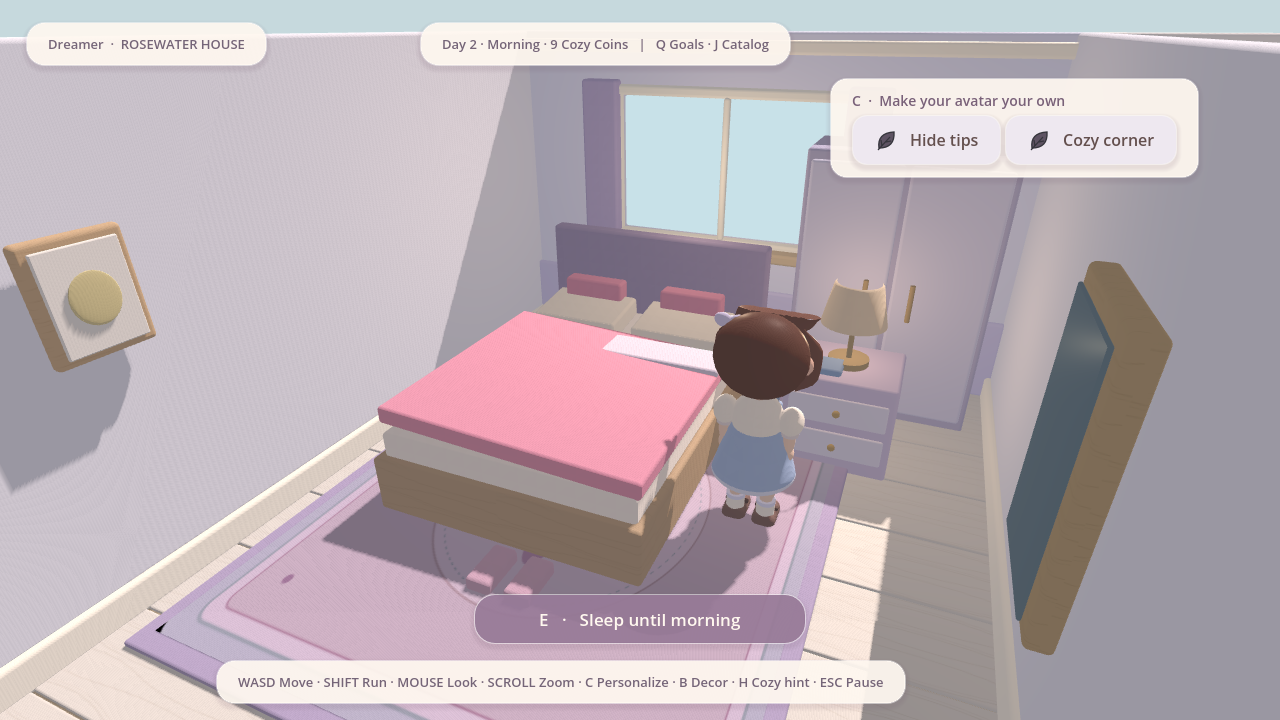 Dreamer · ROSEWATER HOUSE
Day 2 · Morning · 9 Cozy Coins | Q Goals · J Catalog
C · Make your avatar your own
Hide tips
Cozy corner
E · Sleep until morning
WASD Move · SHIFT Run · MOUSE Look · SCROLL Zoom · C Personalize · B Decor · H Cozy hint · ESC Pause